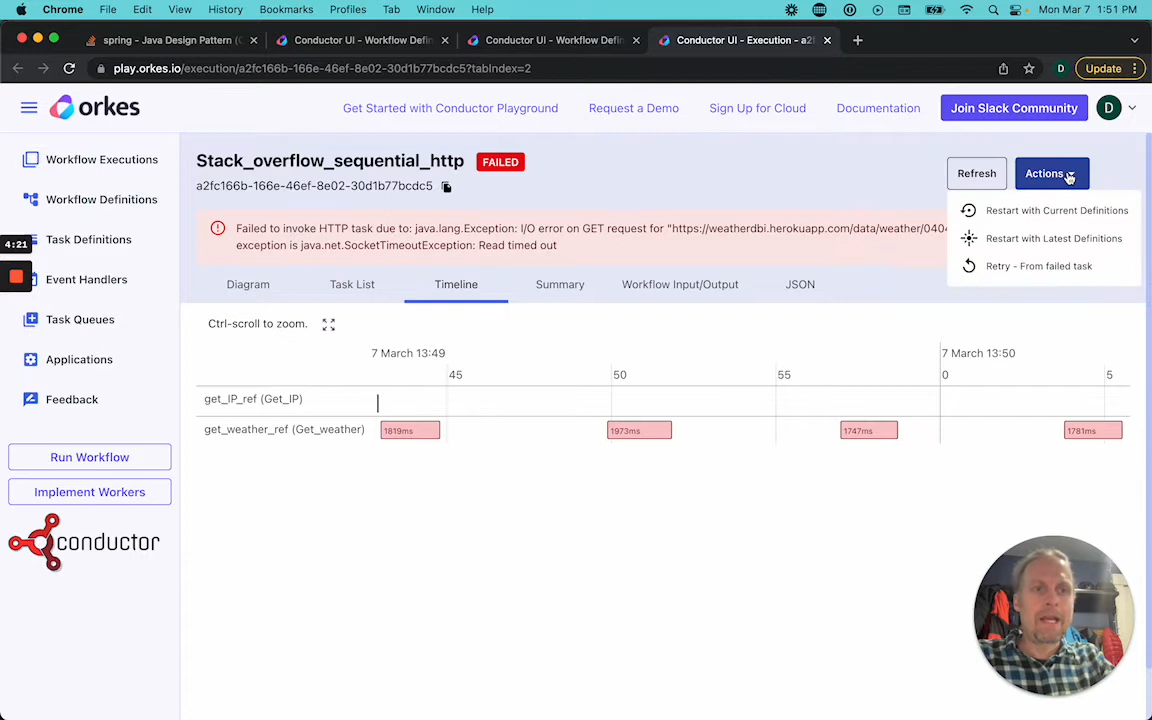 Chrome File Edit View History Bookmarks Profiles Tab Window Help Mon Mar 7 1:51 PM
spring - Java Design Pattern ( Conductor UI - Workflow Defin Conductor UI - Workflow Defin Conductor UI - Execution - a2f
play.orkes.io/execution/a2fc166b-166e-46ef-8e02-30d1b77bcdc5?tabIndex=2 D Update
orkes Get Started with Conductor Playground Request a Demo Sign Up for Cloud Documentation Join Slack Community D
Workflow Executions
Workflow Definitions
Task Definitions
4:21
Event Handlers
Task Queues
Applications
Feedback
Run Workflow
Implement Workers
conductor
Stack_overflow_sequential_http FAILED
a2fc166b-166e-46ef-8e02-30d1b77bcdc5
Refresh Actions
Restart with Current Definitions
Restart with Latest Definitions
Retry - From failed task
Failed to invoke HTTP task due to: java.lang.Exception: I/O error on GET request for "https://weatherdbi.herokuapp.com/data/weather/0404
exception is java.net.SocketTimeoutException: Read timed out
Diagram Task List Timeline Summary Workflow Input/Output JSON
Ctrl-scroll to zoom.
7 March 13:49 7 March 13:50
45 50 55 0 5
get_IP_ref (Get_IP)
get_weather_ref (Get_weather) 1819ms 1973ms 1747ms 1781ms